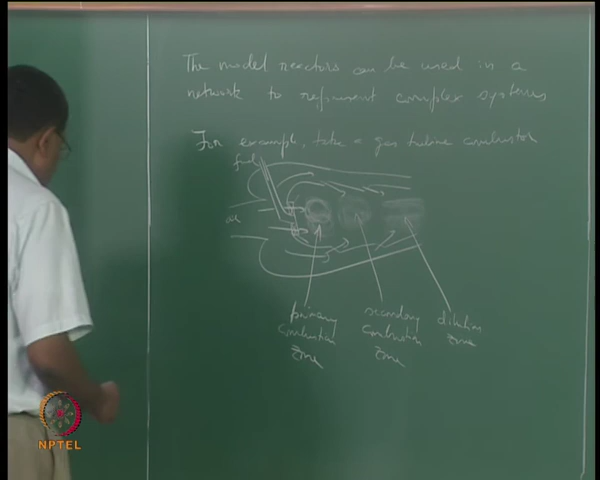 The model reactors can be used in a
network to represent complex systems
For example, take a gas turbine combustor
fuel
air
primary combustion zone
secondary combustion zone
dilution zone
NPTEL